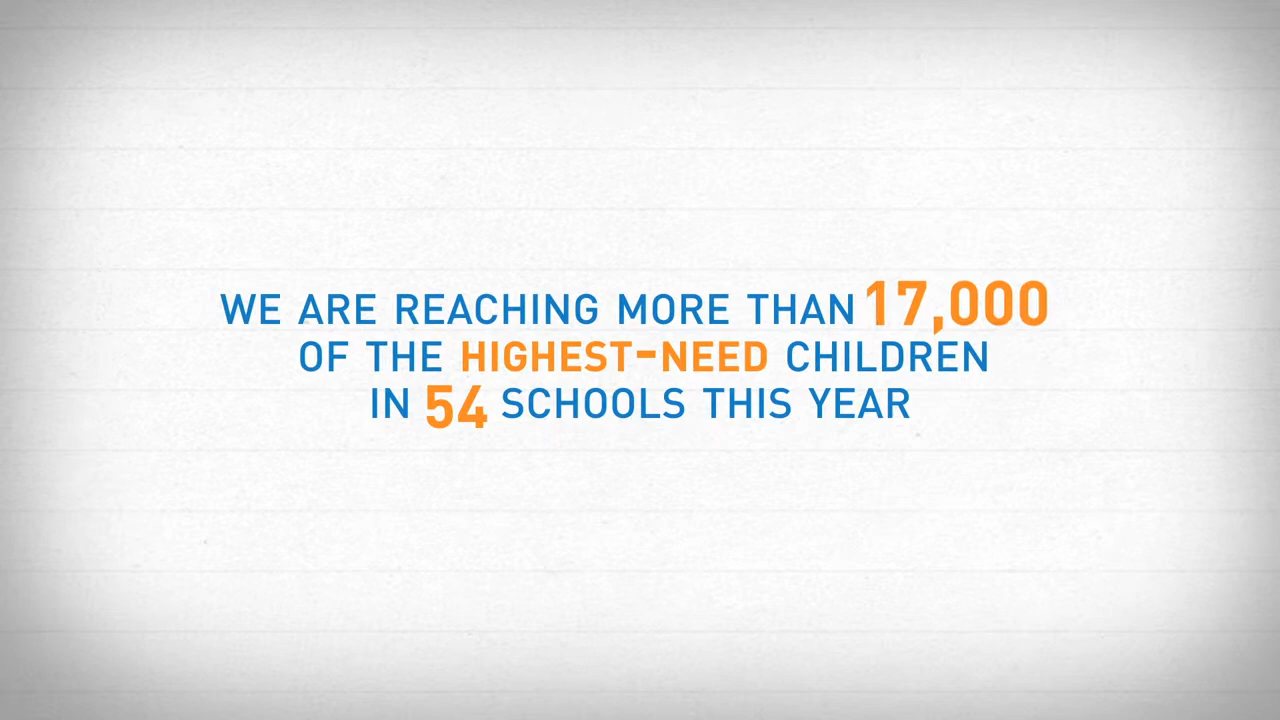 WE ARE REACHING MORE THAN 17,000
OF THE HIGHEST-NEED CHILDREN
IN 54 SCHOOLS THIS YEAR